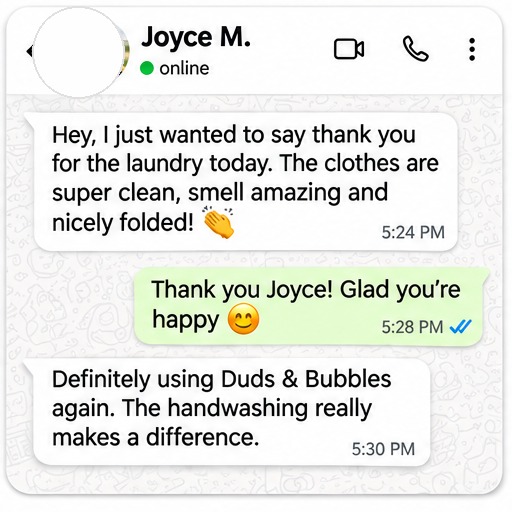 Joyce M.
online
Hey, I just wanted to say thank you
for the laundry today. The clothes are
super clean, smell amazing and
nicely folded! 👏
5:24 PM
Thank you Joyce! Glad you’re
happy 😊
5:28 PM
Definitely using Duds & Bubbles
again. The handwashing really
makes a difference.
5:30 PM